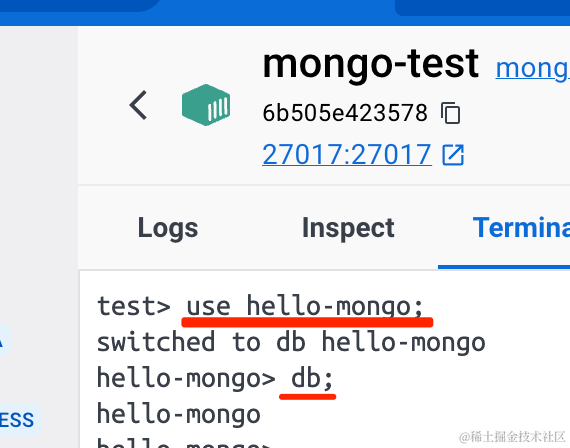 mongo-test mong
6b505e423578
27017:27017
Logs Inspect Termina
test> use hello-mongo;
switched to db hello-mongo
hello-mongo> db;
hello-mongo
ESS
hello-mongo>
@稀土掘金技术社区